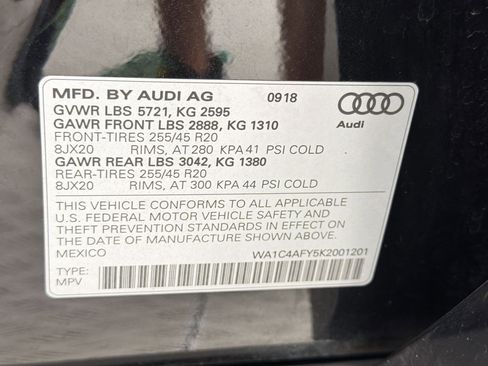 MFD. BY AUDI AG 0918
GVWR LBS 5721, KG 2595
GAWR FRONT LBS 2888, KG 1310
FRONT-TIRES 255/45 R20
8JX20 RIMS, AT 280 KPA 41 PSI COLD
GAWR REAR LBS 3042, KG 1380
REAR-TIRES 255/45 R20
8JX20 RIMS, AT 300 KPA 44 PSI COLD
Audi
THIS VEHICLE CONFORMS TO ALL APPLICABLE
U.S. FEDERAL MOTOR VEHICLE SAFETY AND
THEFT PREVENTION STANDARDS IN EFFECT ON
THE DATE OF MANUFACTURE SHOWN ABOVE.
MEXICO WA1C4AFY5K2001201
TYPE:
MPV